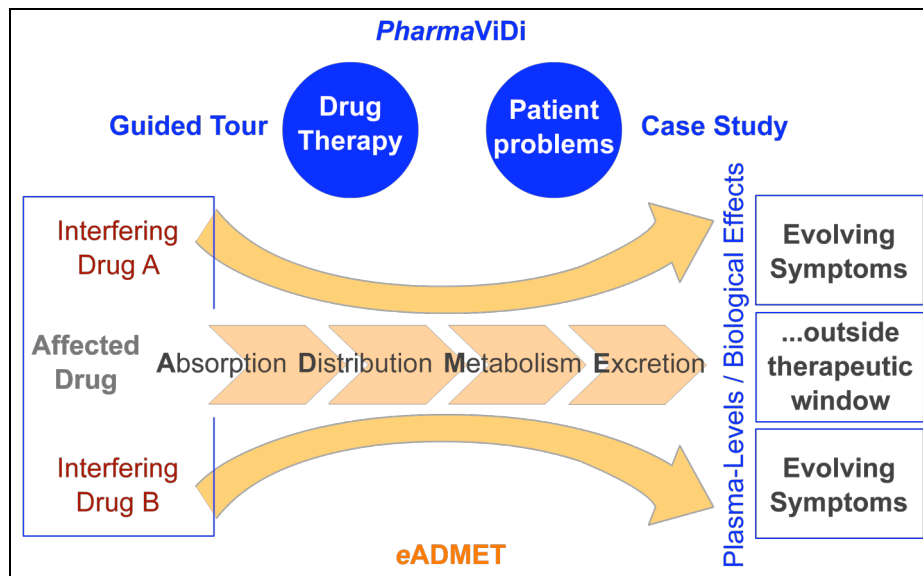 PharmaViDi
Guided Tour
Drug
Therapy
Patient
problems
Case Study
Interfering
Drug A
Affected
Drug
Interfering
Drug B
Absorption
Distribution
Metabolism
Excretion
Plasma-Levels / Biological Effects
Evolving
Symptoms
...outside
therapeutic
window
Evolving
Symptoms
eADMET